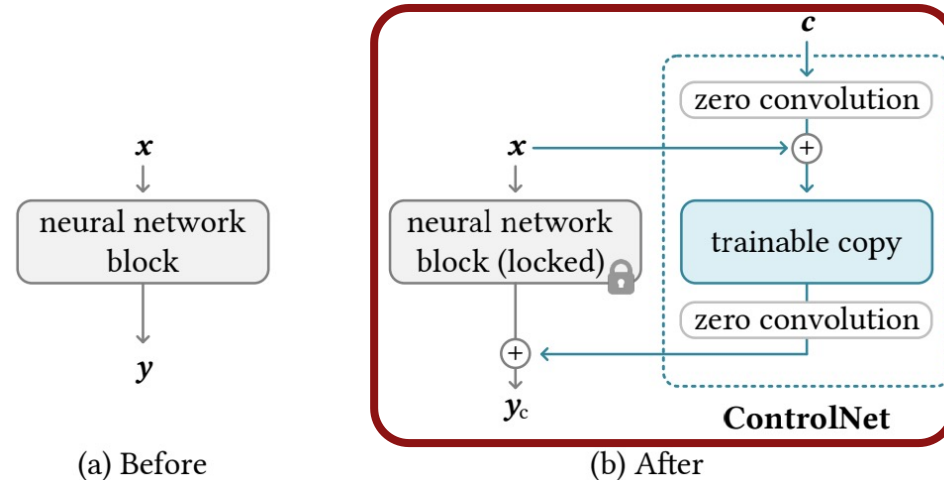 x
neural network
block
y
(a) Before
c
zero convolution
+
x
neural network
block (locked)
trainable copy
zero convolution
+
yc
ControlNet
(b) After